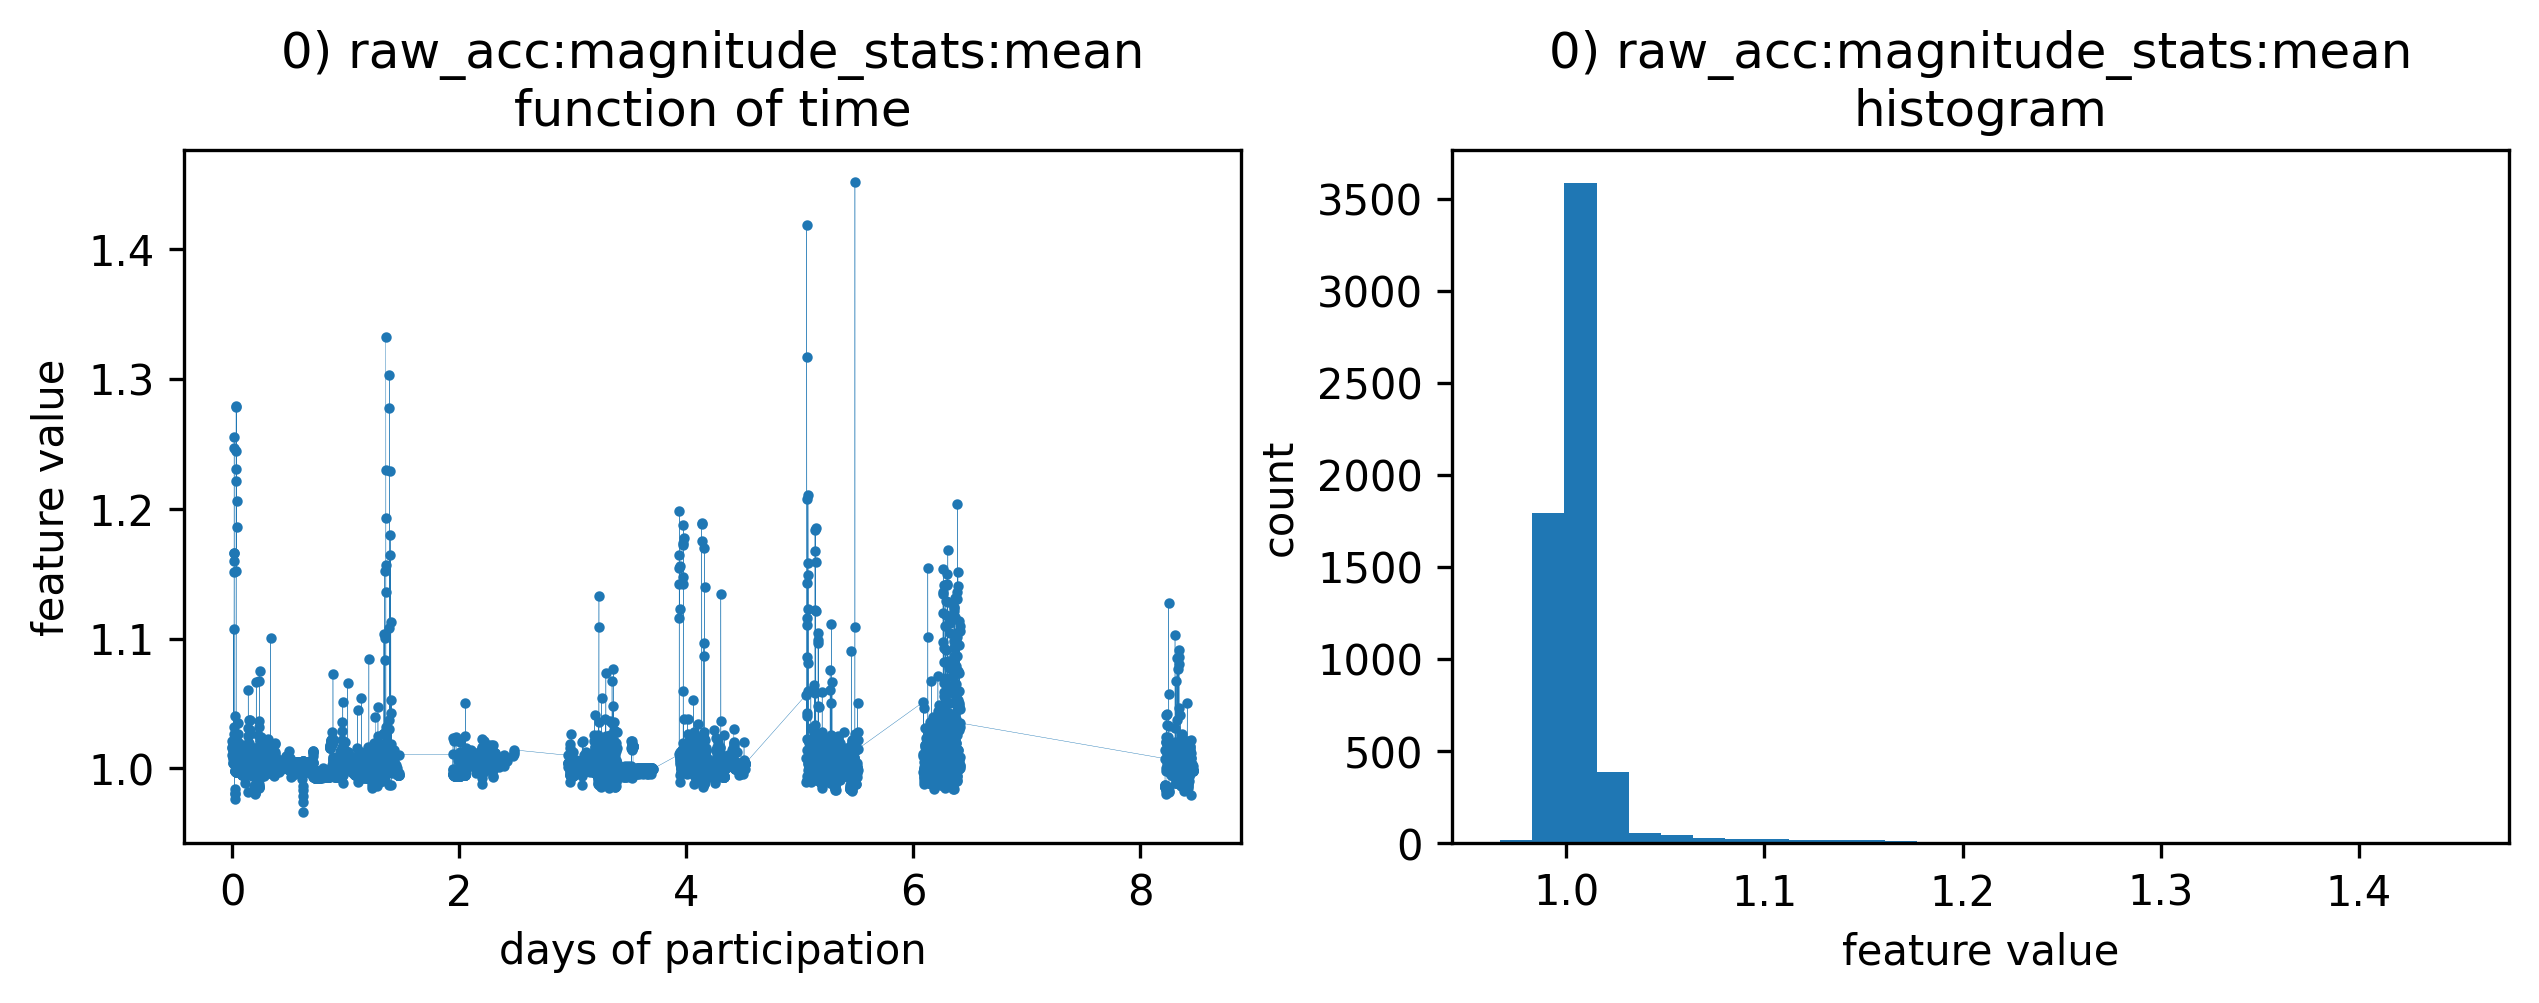 0) raw_acc:magnitude_stats:mean
function of time
feature value
1.4
1.3
1.2
1.1
1.0
0 2 4 6 8
days of participation
0) raw_acc:magnitude_stats:mean
histogram
count
3500
3000
2500
2000
1500
1000
500
0
1.0 1.1 1.2 1.3 1.4
feature value